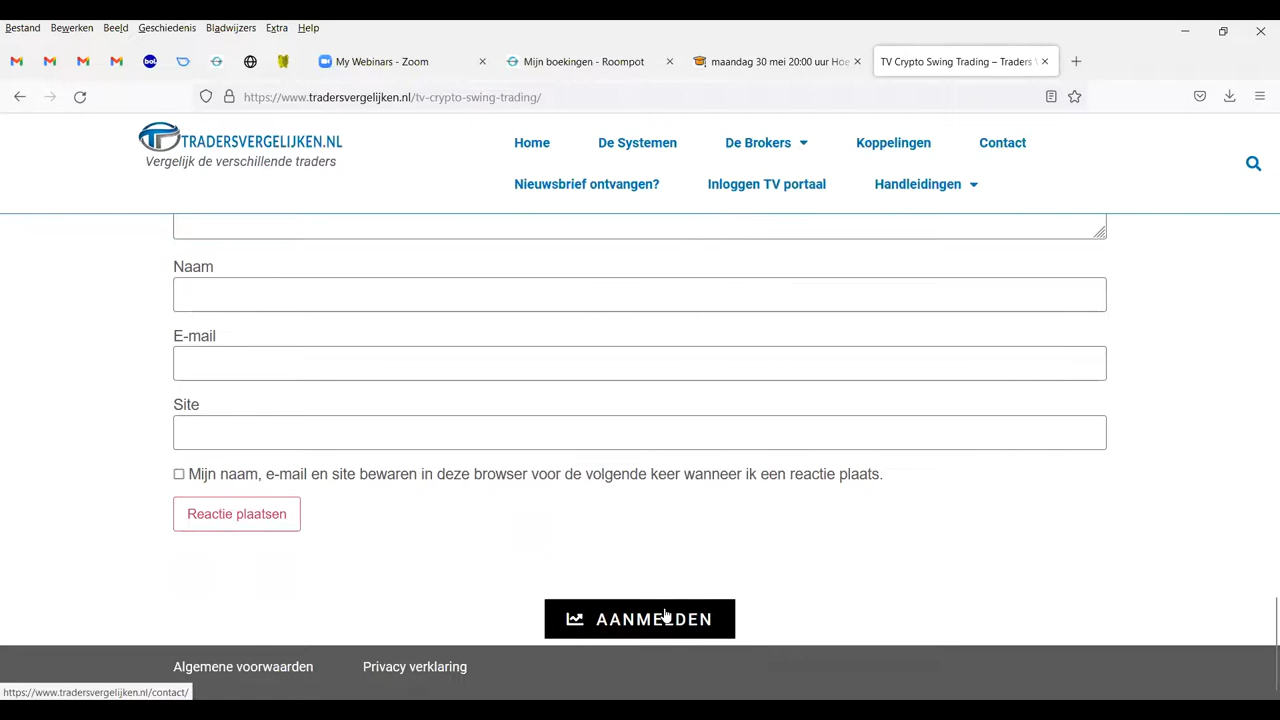 Bestand Bewerken Beeld Geschiedenis Bladwijzers Extra Help
My Webinars - Zoom
Mijn boekingen - Roompot
maandag 30 mei 20:00 uur Hoe
TV Crypto Swing Trading – Traders
https://www.tradersvergelijken.nl/tv-crypto-swing-trading/
TRADERSVERGELIJKEN.NL
Vergelijk de verschillende traders
Home De Systemen De Brokers Koppelingen Contact
Nieuwsbrief ontvangen? Inloggen TV portaal Handleidingen
Naam
E-mail
Site
Mijn naam, e-mail en site bewaren in deze browser voor de volgende keer wanneer ik een reactie plaats.
Reactie plaatsen
AANMELDEN
Algemene voorwaarden Privacy verklaring
https://www.tradersvergelijken.nl/contact/